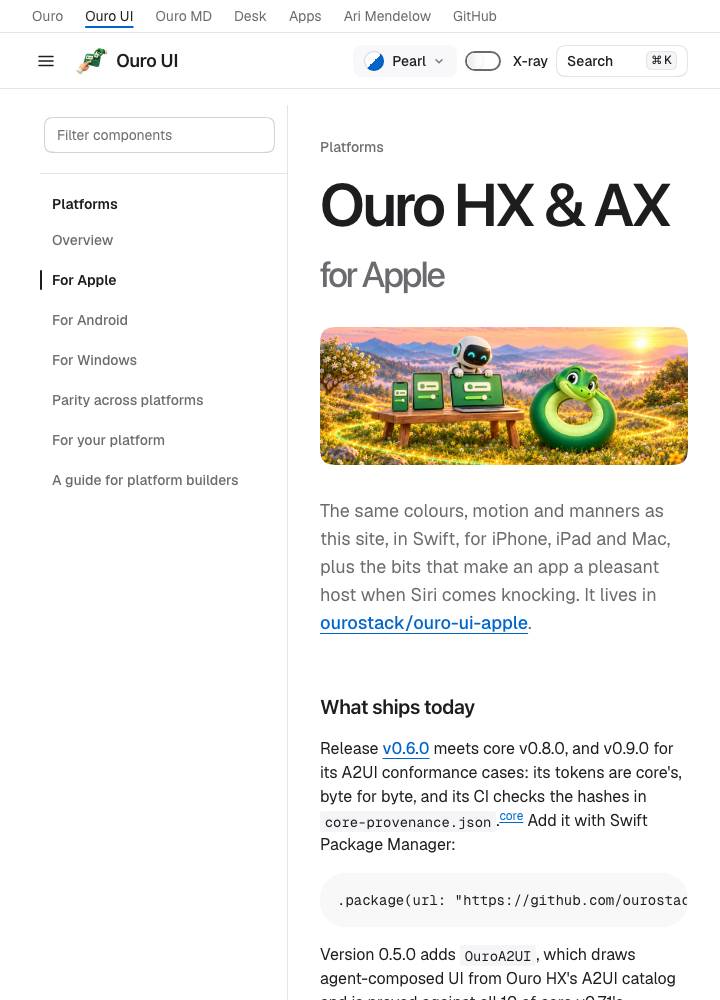 Ouro Ouro UI Ouro MD Desk Apps Ari Mendelow GitHub
Ouro UI Pearl X-ray Search ⌘ K
Filter components
Platforms
Overview
For Apple
For Android
For Windows
Parity across platforms
For your platform
A guide for platform builders
Platforms
Ouro HX & AX
for Apple
The same colours, motion and manners as
this site, in Swift, for iPhone, iPad and Mac,
plus the bits that make an app a pleasant
host when Siri comes knocking. It lives in
ourostack/ouro-ui-apple.
What ships today
Release v0.6.0 meets core v0.8.0, and v0.9.0 for
its A2UI conformance cases: its tokens are core's,
byte for byte, and its CI checks the hashes in
core-provenance.json .core Add it with Swift
Package Manager:
.package(url: "https://github.com/ourostac
Version 0.5.0 adds OuroA2UI , which draws
agent-composed UI from Ouro HX's A2UI catalog